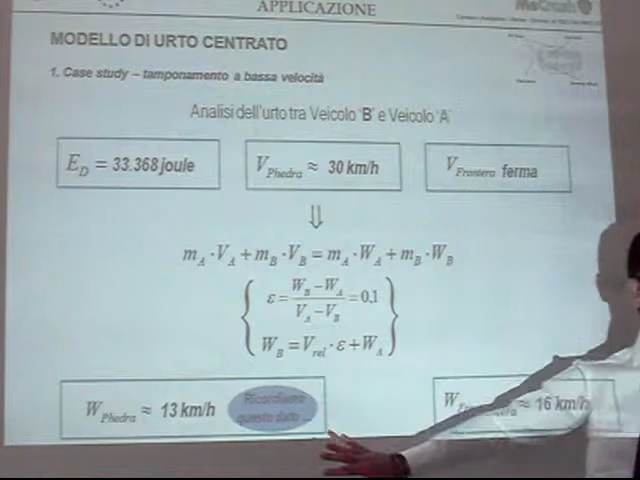 APPLICAZIONE
MODELLO DI URTO CENTRATO
1. Case study – tamponamento a bassa velocità
Analisi dell'urto tra Veicolo 'B' e Veicolo 'A'
E_D = 33.368 joule
V_Phedra ≈ 30 km/h
V_Frontera ferma
⇓
m_A · V_A + m_B · V_B = m_A · W_A + m_B · W_B
ε = (W_B − W_A) / (V_A − V_B) = 0.1
W_B = V_rel · ε + W_A
W_Phedra ≈ 13 km/h
Ricordiamo
questo dato ...
W ≈ 16 km/h